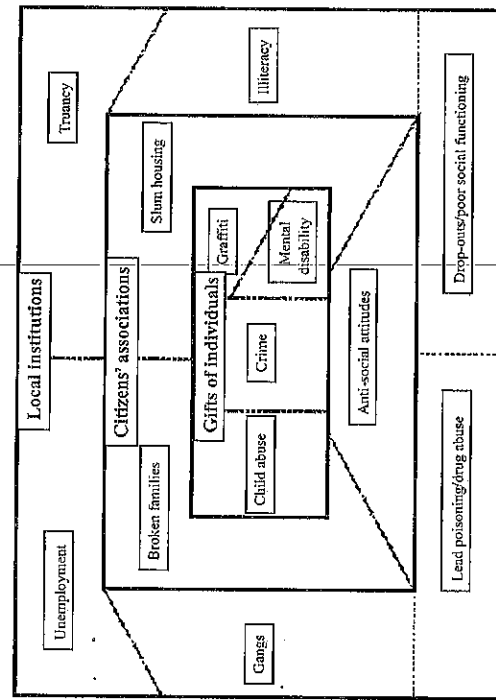 Local institutions
Unemployment
Truancy
Citizens' associations
Broken families
Slum housing
Gifts of individuals
Graffiti
Child abuse
Crime
Mental
disability
Gangs
Illiteracy
Anti-social attitudes
Lead poisoning/drug abuse
Drop-outs/poor social functioning